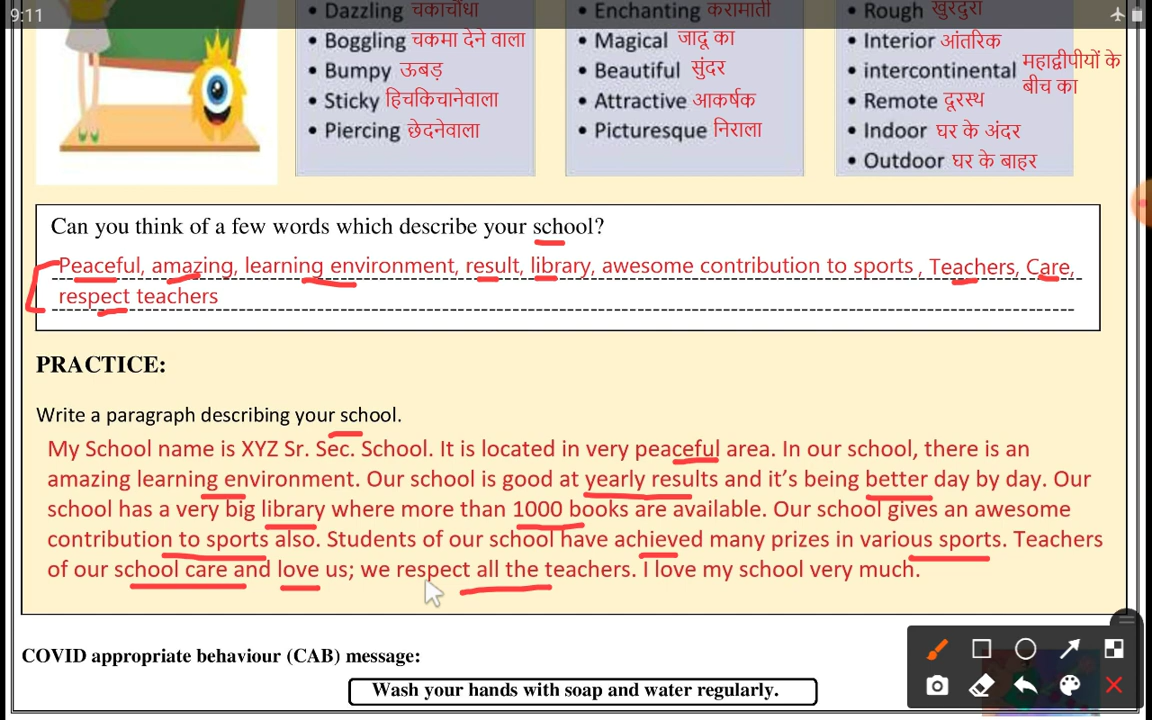 9:11
• Dazzling चकाचौंधा
• Boggling चकमा देने वाला
• Bumpy ऊबड़
• Sticky हिचकिचानेवाला
• Piercing छेदनेवाला
• Enchanting करामाती
• Magical जादू का
• Beautiful सुंदर
• Attractive आकर्षक
• Picturesque निराला
• Rough खुरदुरा
• Interior आंतरिक
• intercontinental महाद्वीपीयों के
बीच का
• Remote दूरस्थ
• Indoor घर के अंदर
• Outdoor घर के बाहर
Can you think of a few words which describe your school?
Peaceful, amazing, learning environment, result, library, awesome contribution to sports , Teachers, Care,
respect teachers
PRACTICE:
Write a paragraph describing your school.
My School name is XYZ Sr. Sec. School. It is located in very peaceful area. In our school, there is an
amazing learning environment. Our school is good at yearly results and it’s being better day by day. Our
school has a very big library where more than 1000 books are available. Our school gives an awesome
contribution to sports also. Students of our school have achieved many prizes in various sports. Teachers
of our school care and love us; we respect all the teachers. I love my school very much.
COVID appropriate behaviour (CAB) message:
Wash your hands with soap and water regularly.